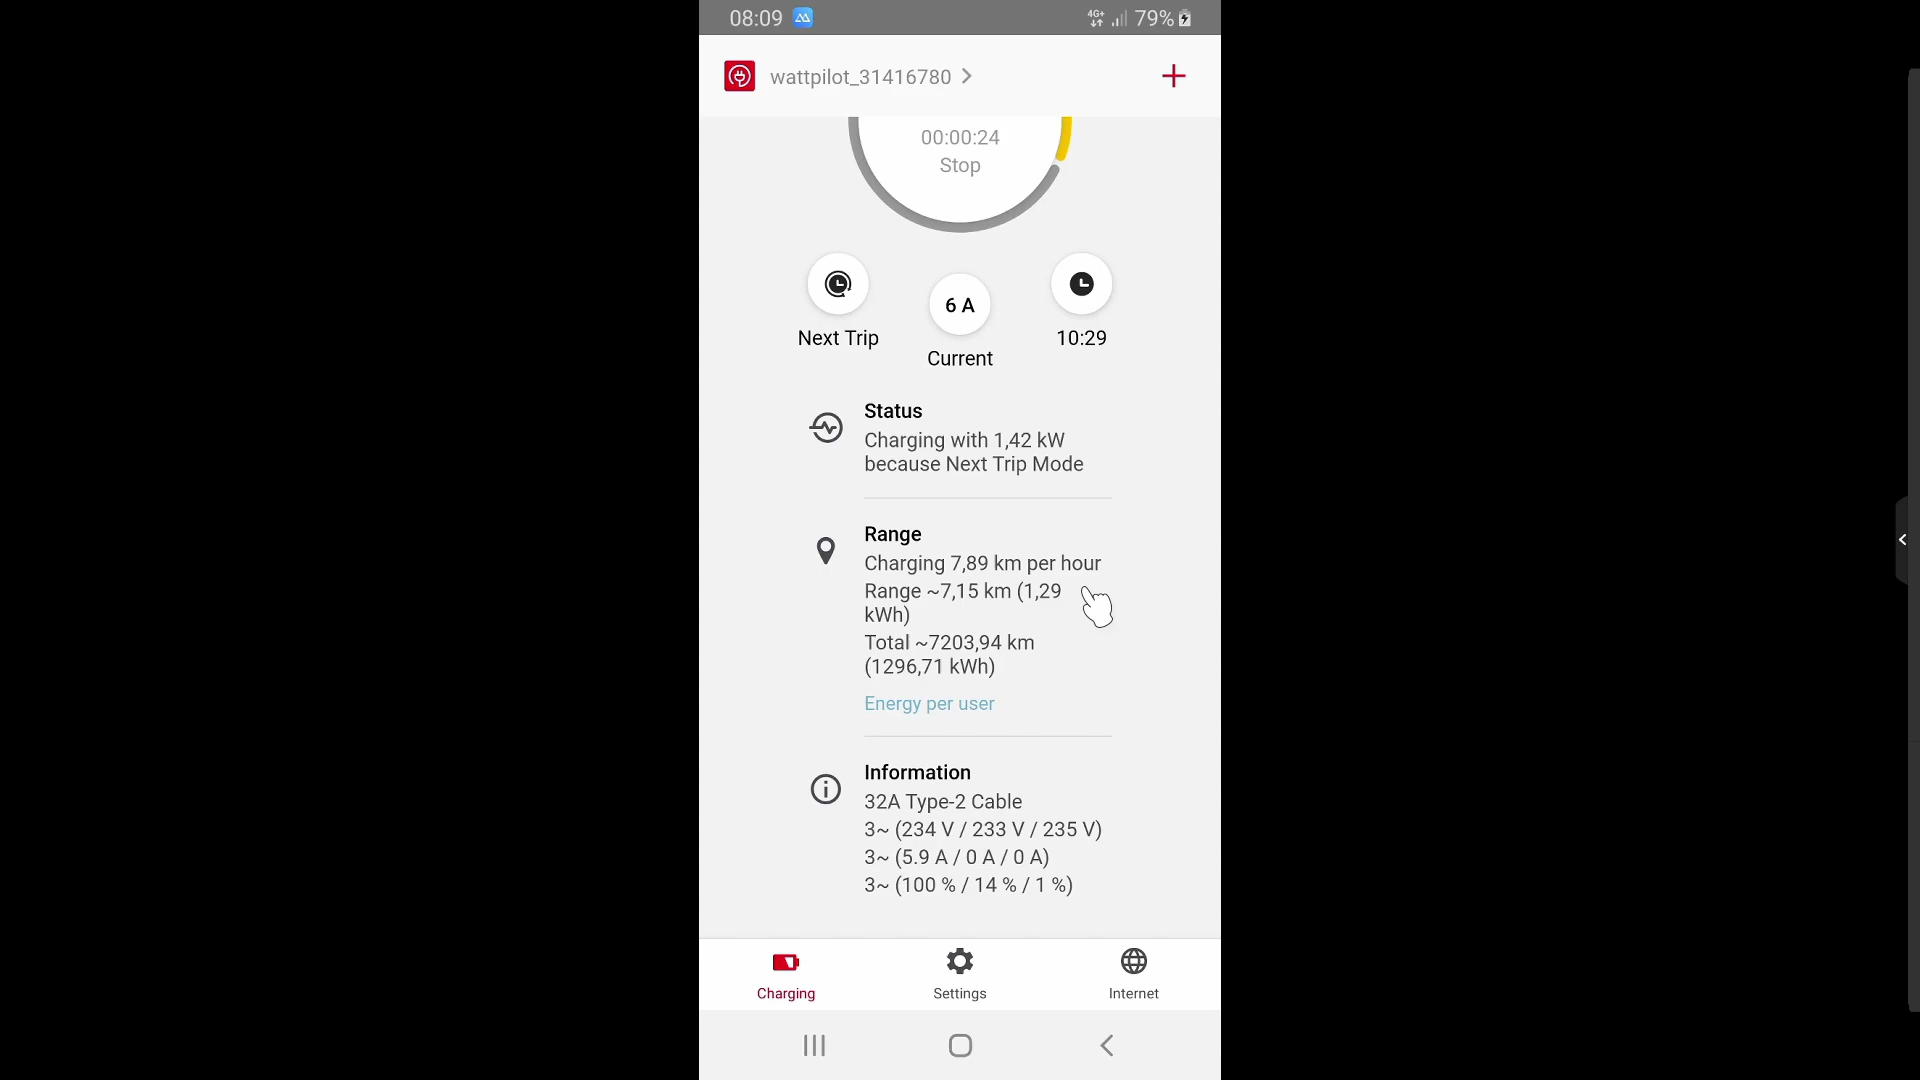 08:09
4G+
79%
wattpilot_31416780
00:00:24
Stop
6 A
Next Trip
Current
10:29
Status
Charging with 1,42 kW
because Next Trip Mode
Range
Charging 7,89 km per hour
Range ~7,15 km (1,29
kWh)
Total ~7203,94 km
(1296,71 kWh)
Energy per user
Information
32A Type-2 Cable
3~ (234 V / 233 V / 235 V)
3~ (5.9 A / 0 A / 0 A)
3~ (100 % / 14 % / 1 %)
Charging
Settings
Internet